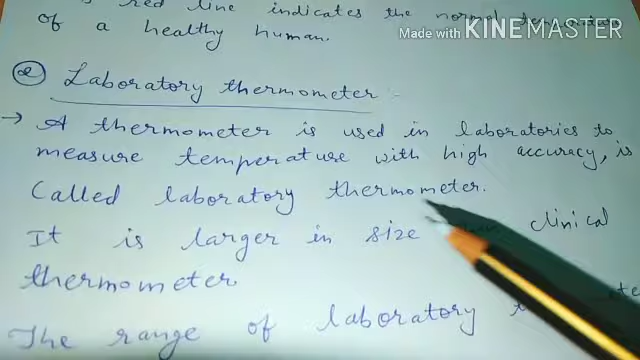 red line indicates the normal
of a healthy human.
Made with KINEMASTER
② Laboratory thermometer
→ A thermometer is used in laboratories to
measure temperature with high accuracy, is
called laboratory thermometer.
It is larger in size clinical
thermometer
The range of laboratory